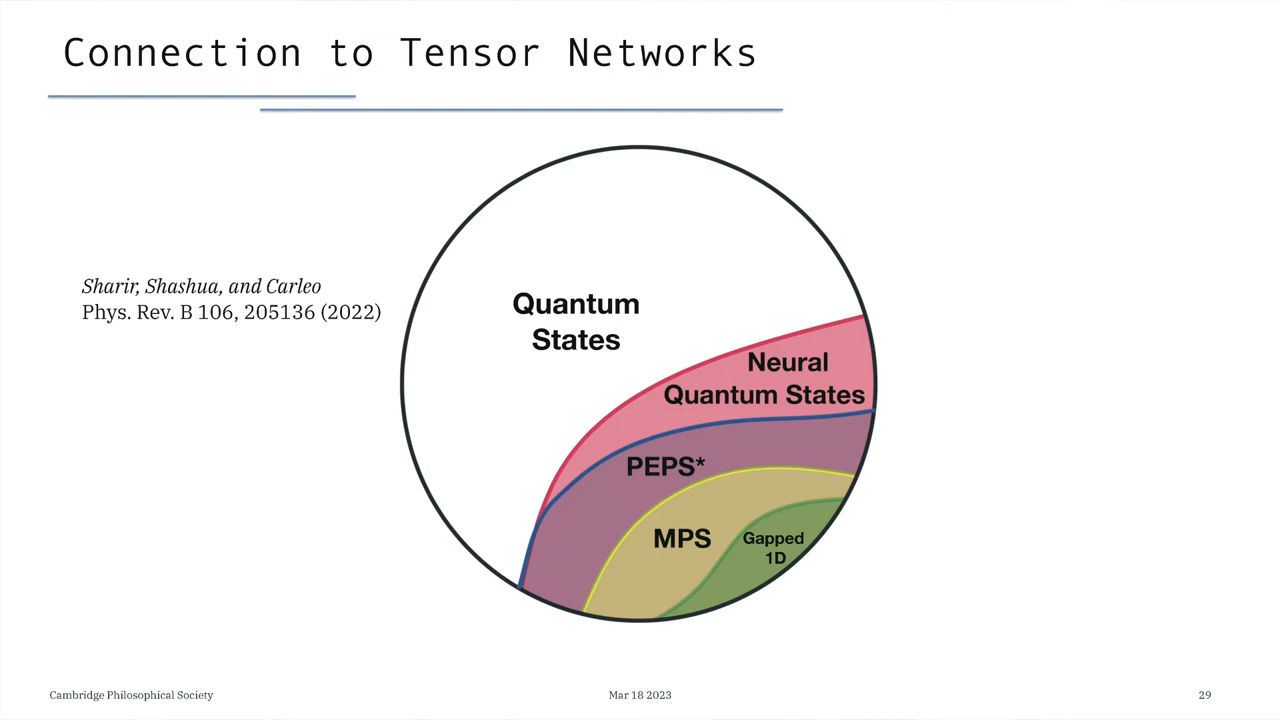 Connection to Tensor Networks
Sharir, Shashua, and Carleo
Phys. Rev. B 106, 205136 (2022)
Quantum
States
Neural
Quantum States
PEPS*
MPS
Gapped
1D
Cambridge Philosophical Society
Mar 18 2023
29